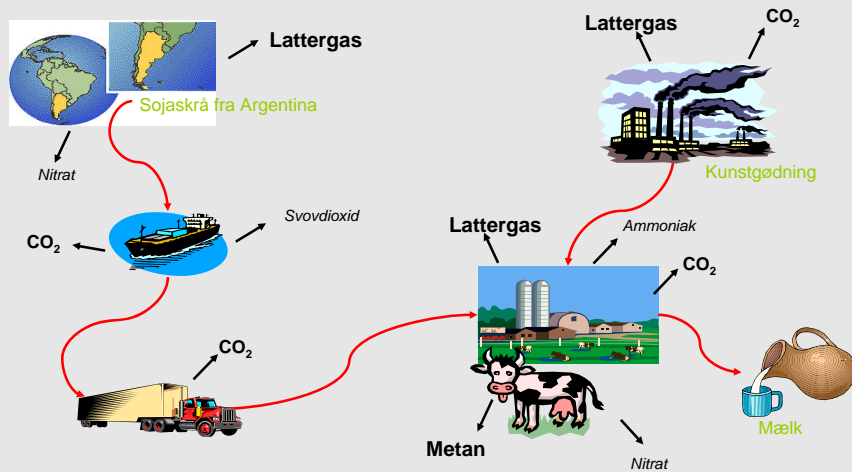 Lattergas
Sojaskrå fra Argentina
Nitrat
CO2
Svovdioxid
CO2
Lattergas
CO2
Kunstgødning
Lattergas
Ammoniak
CO2
Metan
Nitrat
Mælk